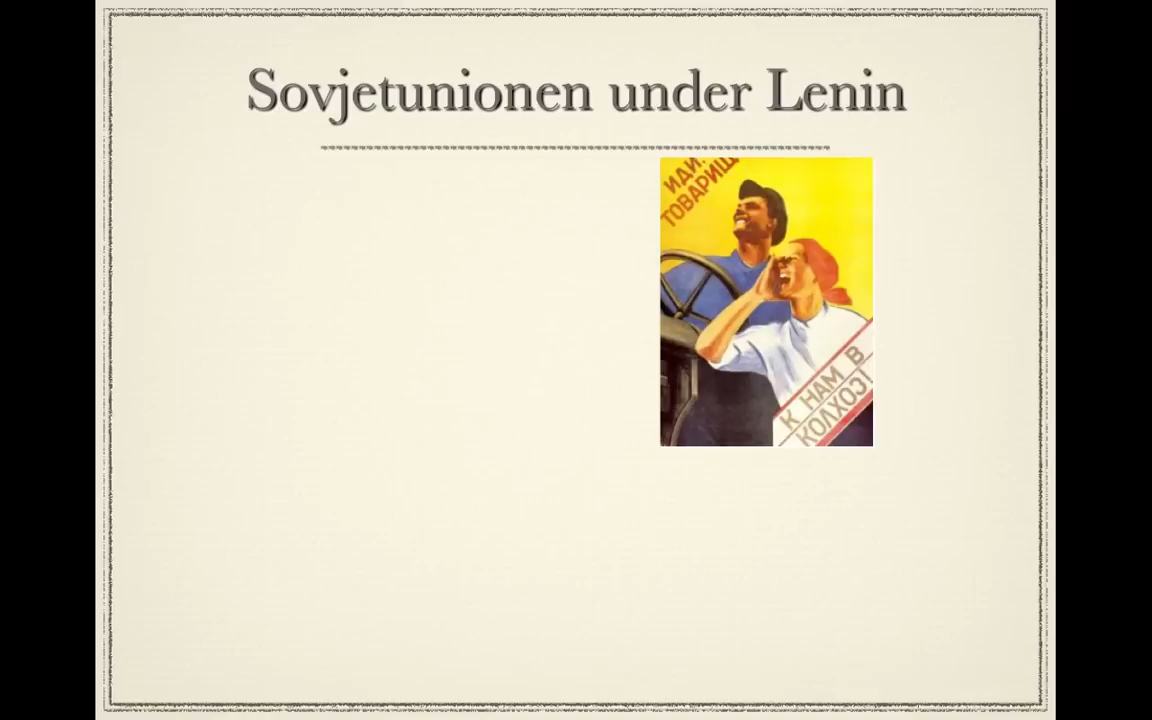 Sovjetunionen under Lenin
ИДИ,
ТОВАРИЩ
К НАМ В
КОЛХОЗ!